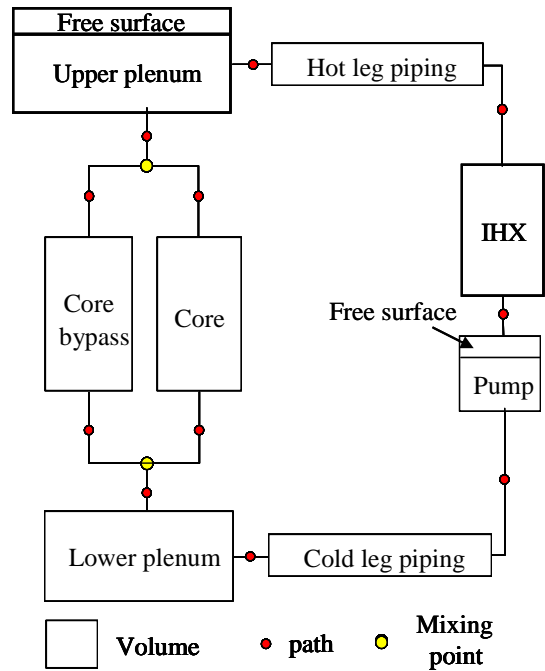 Free surface
Upper plenum
Hot leg piping
IHX
Core
bypass
Core
Free surface
Pump
Lower plenum
Cold leg piping
Volume
path
Mixing
point